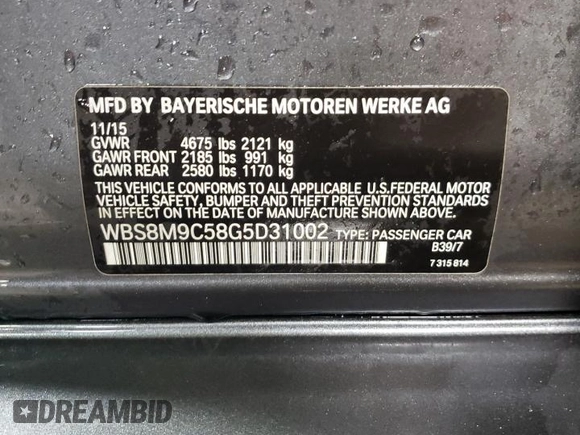 MFD BY BAYERISCHE MOTOREN WERKE AG
11/15
GVWR 4675 lbs 2121 kg
GAWR FRONT 2185 lbs 991 kg
GAWR REAR 2580 lbs 1170 kg
THIS VEHICLE CONFORMS TO ALL APPLICABLE U.S.FEDERAL MOTOR
VEHICLE SAFETY, BUMPER, AND THEFT PREVENTION STANDARDS
IN EFFECT ON THE DATE OF MANUFACTURE SHOWN ABOVE.
WBS8M9C58G5D31002 TYPE: PASSENGER CAR
B39/7
7 315 814
DREAMBID